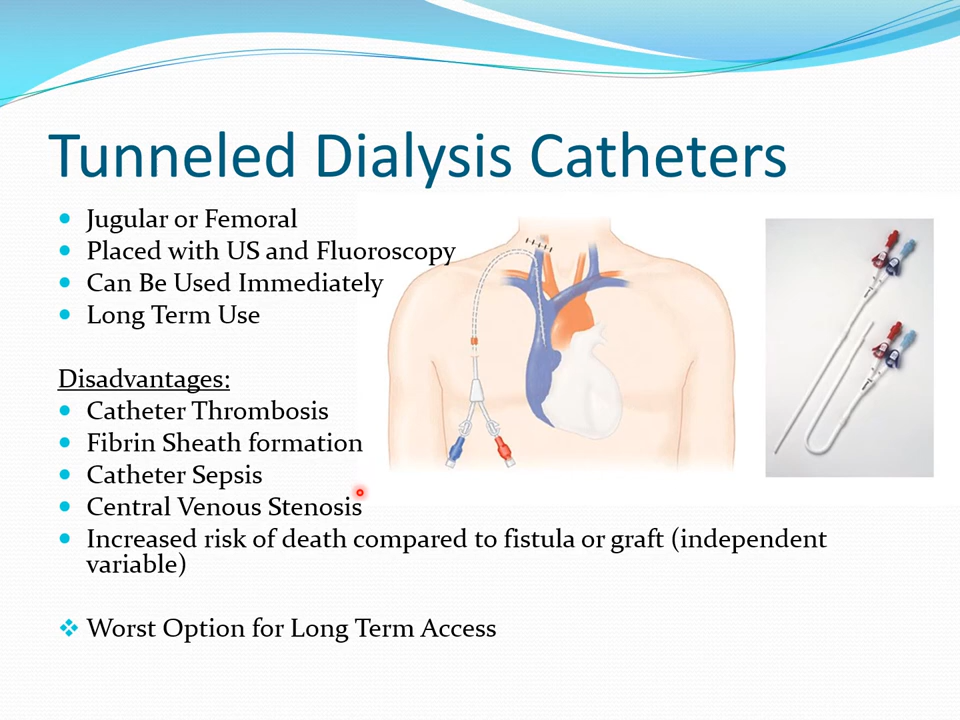 Tunneled Dialysis Catheters
Jugular or Femoral
Placed with US and Fluoroscopy
Can Be Used Immediately
Long Term Use
Disadvantages:
Catheter Thrombosis
Fibrin Sheath formation
Catheter Sepsis
Central Venous Stenosis
Increased risk of death compared to fistula or graft (independent
variable)
Worst Option for Long Term Access